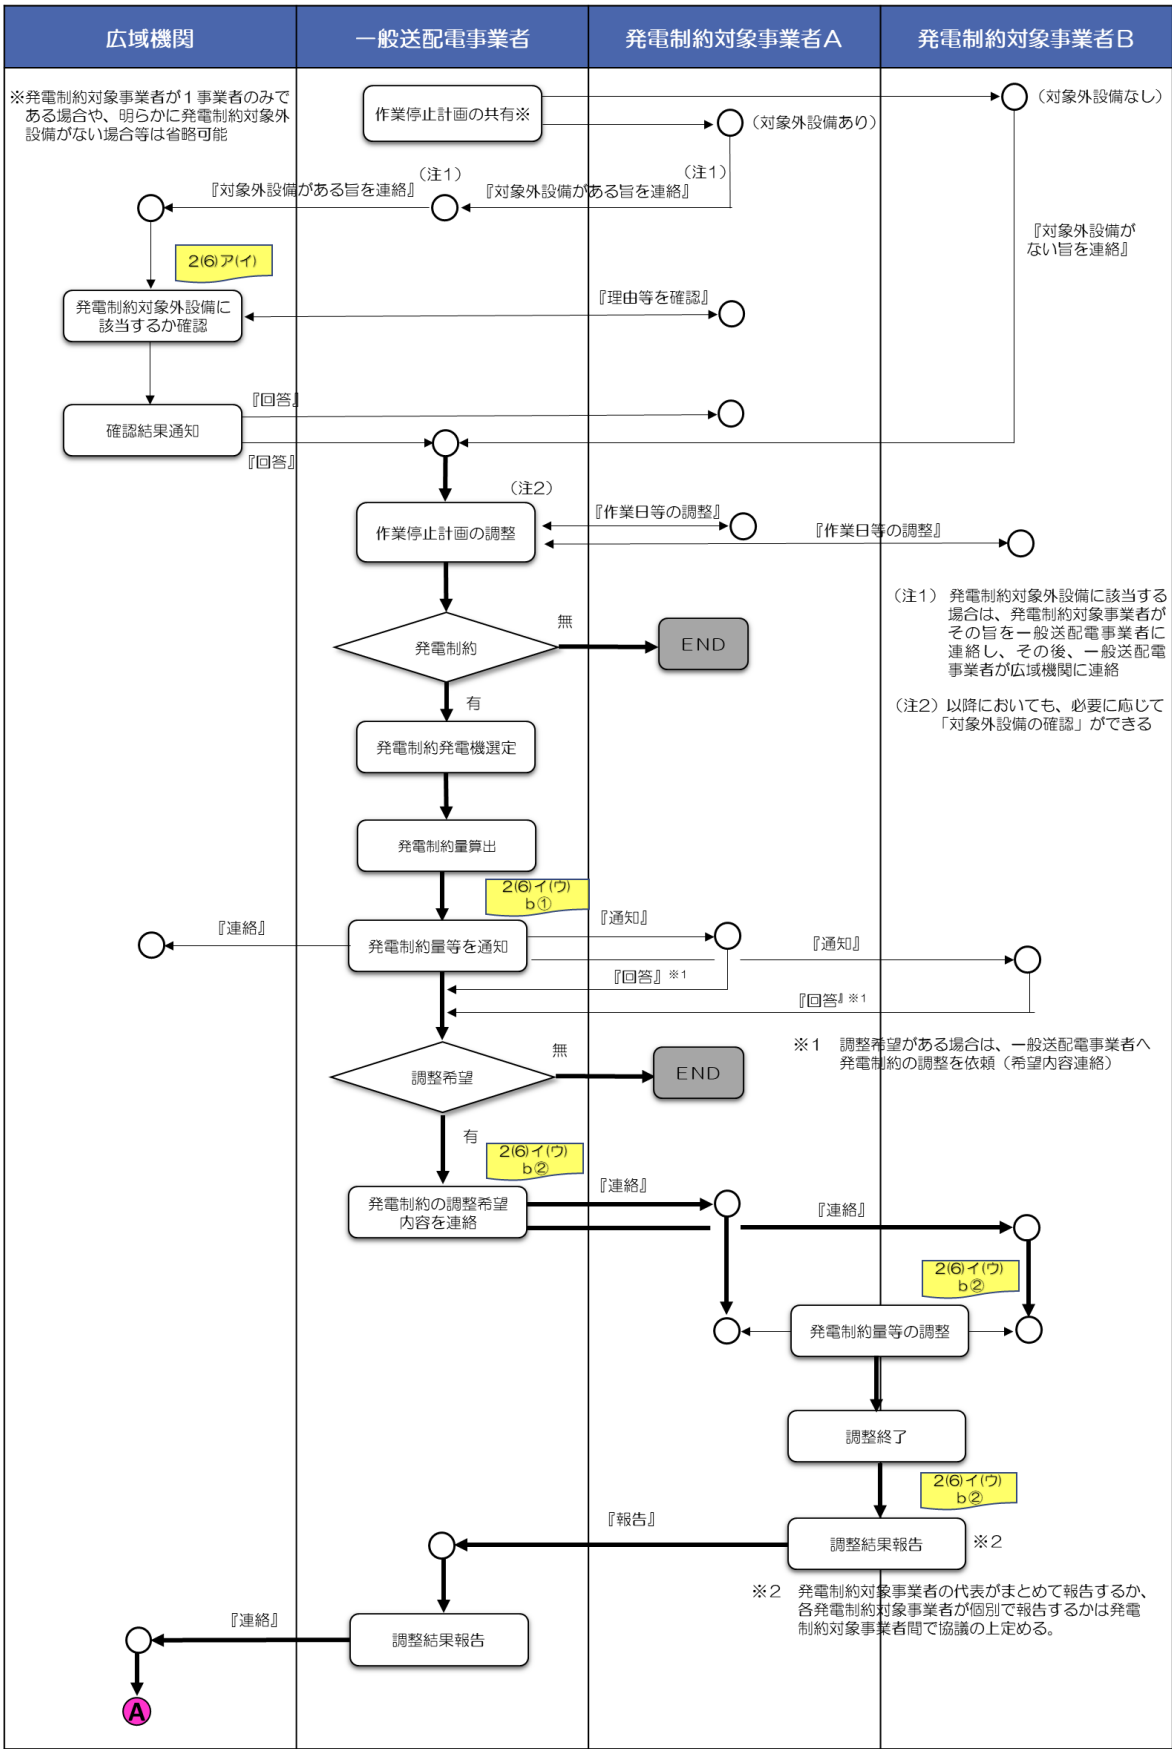 広域機関
一般送配電事業者
発電制約対象事業者A
発電制約対象事業者B
※発電制約対象事業者が1事業者のみで
ある場合や、明らかに発電制約対象外
設備がない場合等は省略可能
作業停止計画の共有※
（対象外設備なし）
（対象外設備あり）
（注1）
（注1）
『対象外設備がある旨を連絡』
『対象外設備がある旨を連絡』
『対象外設備が
ない旨を連絡』
2(6)ア(イ)
発電制約対象外設備に
該当するか確認
『理由等を確認』
『回答』
確認結果通知
『回答』
（注2）
作業停止計画の調整
『作業日等の調整』
『作業日等の調整』
（注1）発電制約対象外設備に該当する
場合は、発電制約対象事業者が
その旨を一般送配電事業者に
連絡し、その後、一般送配電
事業者が広域機関に連絡
発電制約
無
END
有
（注2）以降においても、必要に応じて
「対象外設備の確認」ができる
発電制約発電機選定
発電制約量算出
2(6)イ(ウ)
b①
『連絡』
発電制約量等を通知
『通知』
『通知』
『回答』※1
『回答』※1
※1　調整希望がある場合は、一般送配電事業者へ
発電制約の調整を依頼（希望内容連絡）
調整希望
無
END
有
2(6)イ(ウ)
b②
発電制約の調整希望
内容を連絡
『連絡』
『連絡』
2(6)イ(ウ)
b②
発電制約量等の調整
調整終了
2(6)イ(ウ)
b②
『報告』
調整結果報告
※2
※2　発電制約対象事業者の代表がまとめて報告するか、
各発電制約対象事業者が個別で報告するかは発電
制約対象事業者間で協議の上定める。
『連絡』
調整結果報告
A